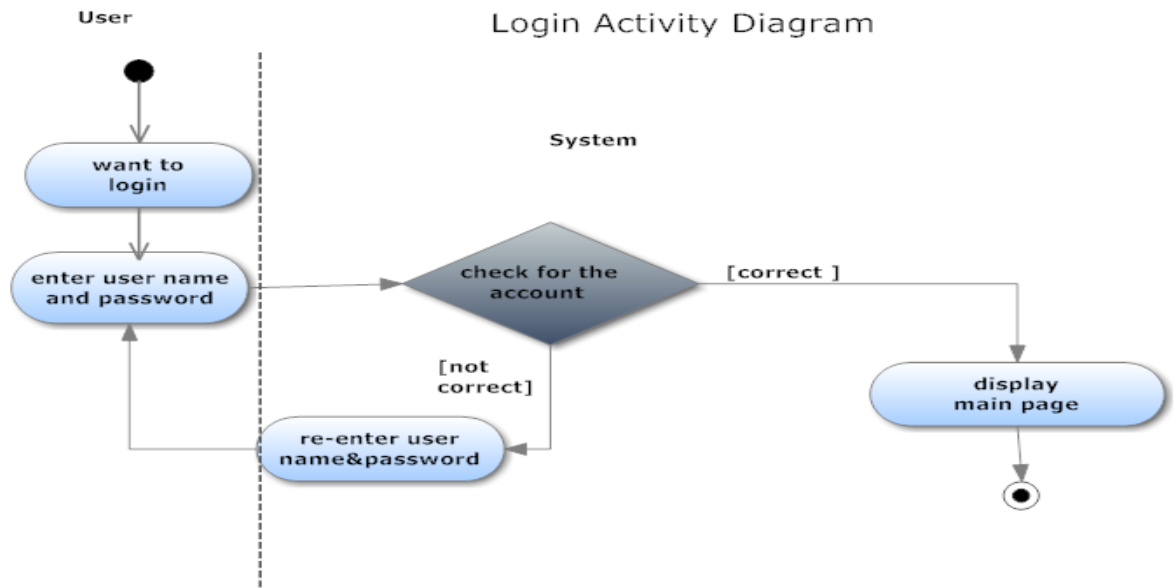 User
Login Activity Diagram
System
want to
login
enter user name
and password
check for the
account
[correct ]
[not
correct]
display
main page
re-enter user
name&password